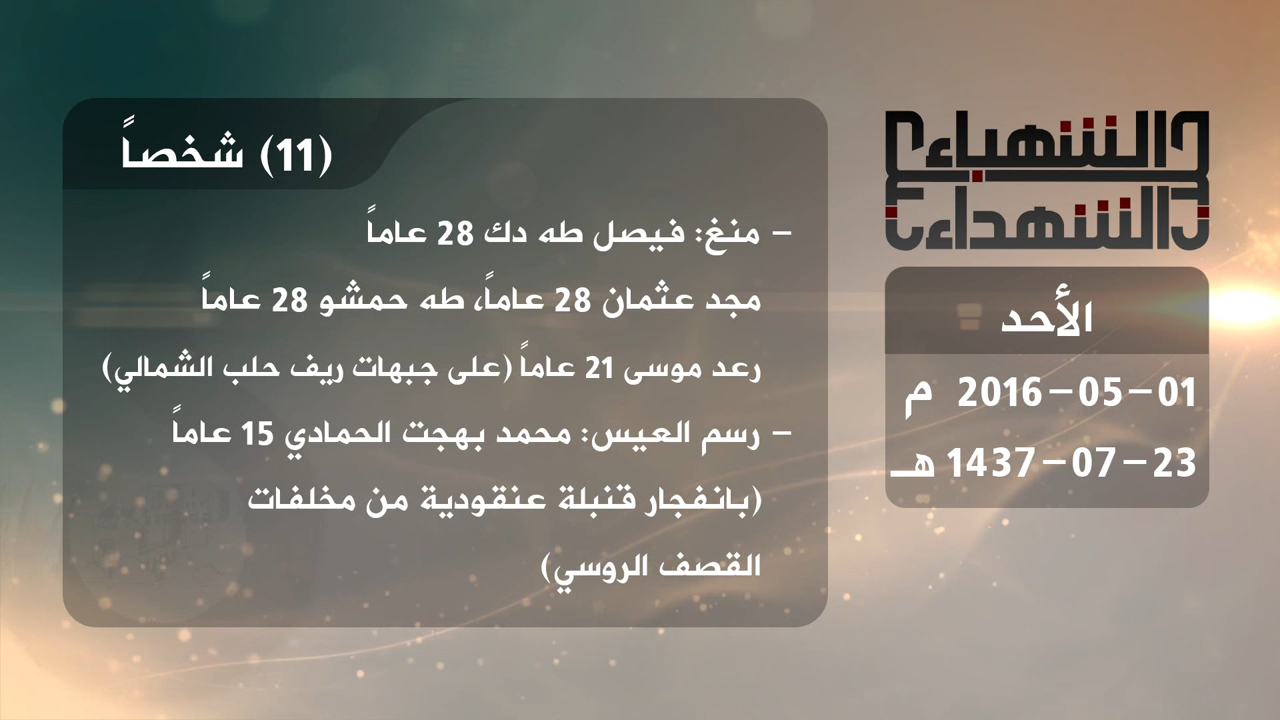 الشهباء
الشهداء
الأحد
01-05-2016 م
23-07-1437 هـ
(11) شخصاً
- منغ: فيصل طه دك 28 عاماً
مجد عثمان 28 عاماً، طه حمشو 28 عاماً
رعد موسى 21 عاماً (على جبهات ريف حلب الشمالي)
- رسم العيس: محمد بهجت الحمادي 15 عاماً
(بانفجار قنبلة عنقودية من مخلفات
القصف الروسي)